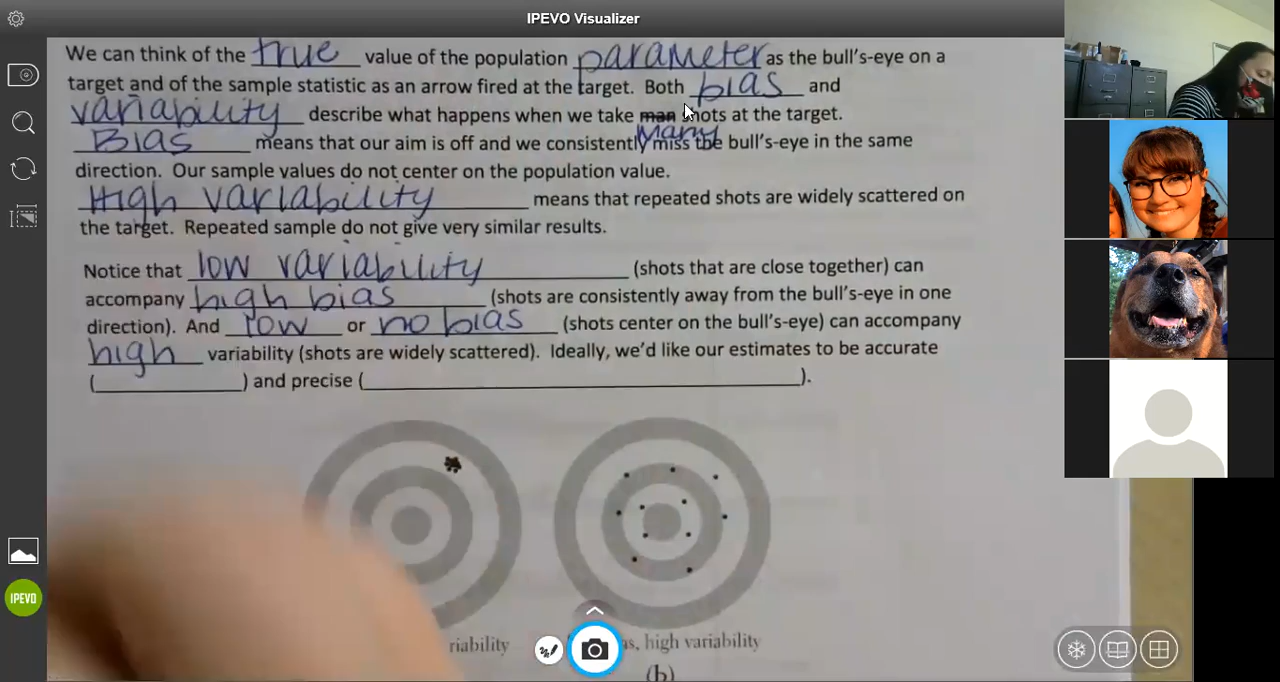 IPEVO Visualizer
We can think of the true value of the population parameter as the bull's-eye on a
target and of the sample statistic as an arrow fired at the target. Both bias and
variability describe what happens when we take man shots at the target.
Many
Bias means that our aim is off and we consistently miss the bull's-eye in the same
direction. Our sample values do not center on the population value.
High variability means that repeated shots are widely scattered on
the target. Repeated sample do not give very similar results.
Notice that low variability (shots that are close together) can
accompany high bias (shots are consistently away from the bull's-eye in one
direction). And low or no bias (shots center on the bull's-eye) can accompany
high variability (shots are widely scattered). Ideally, we'd like our estimates to be accurate
( ) and precise ( ).
high variability
(b)
IPEVO